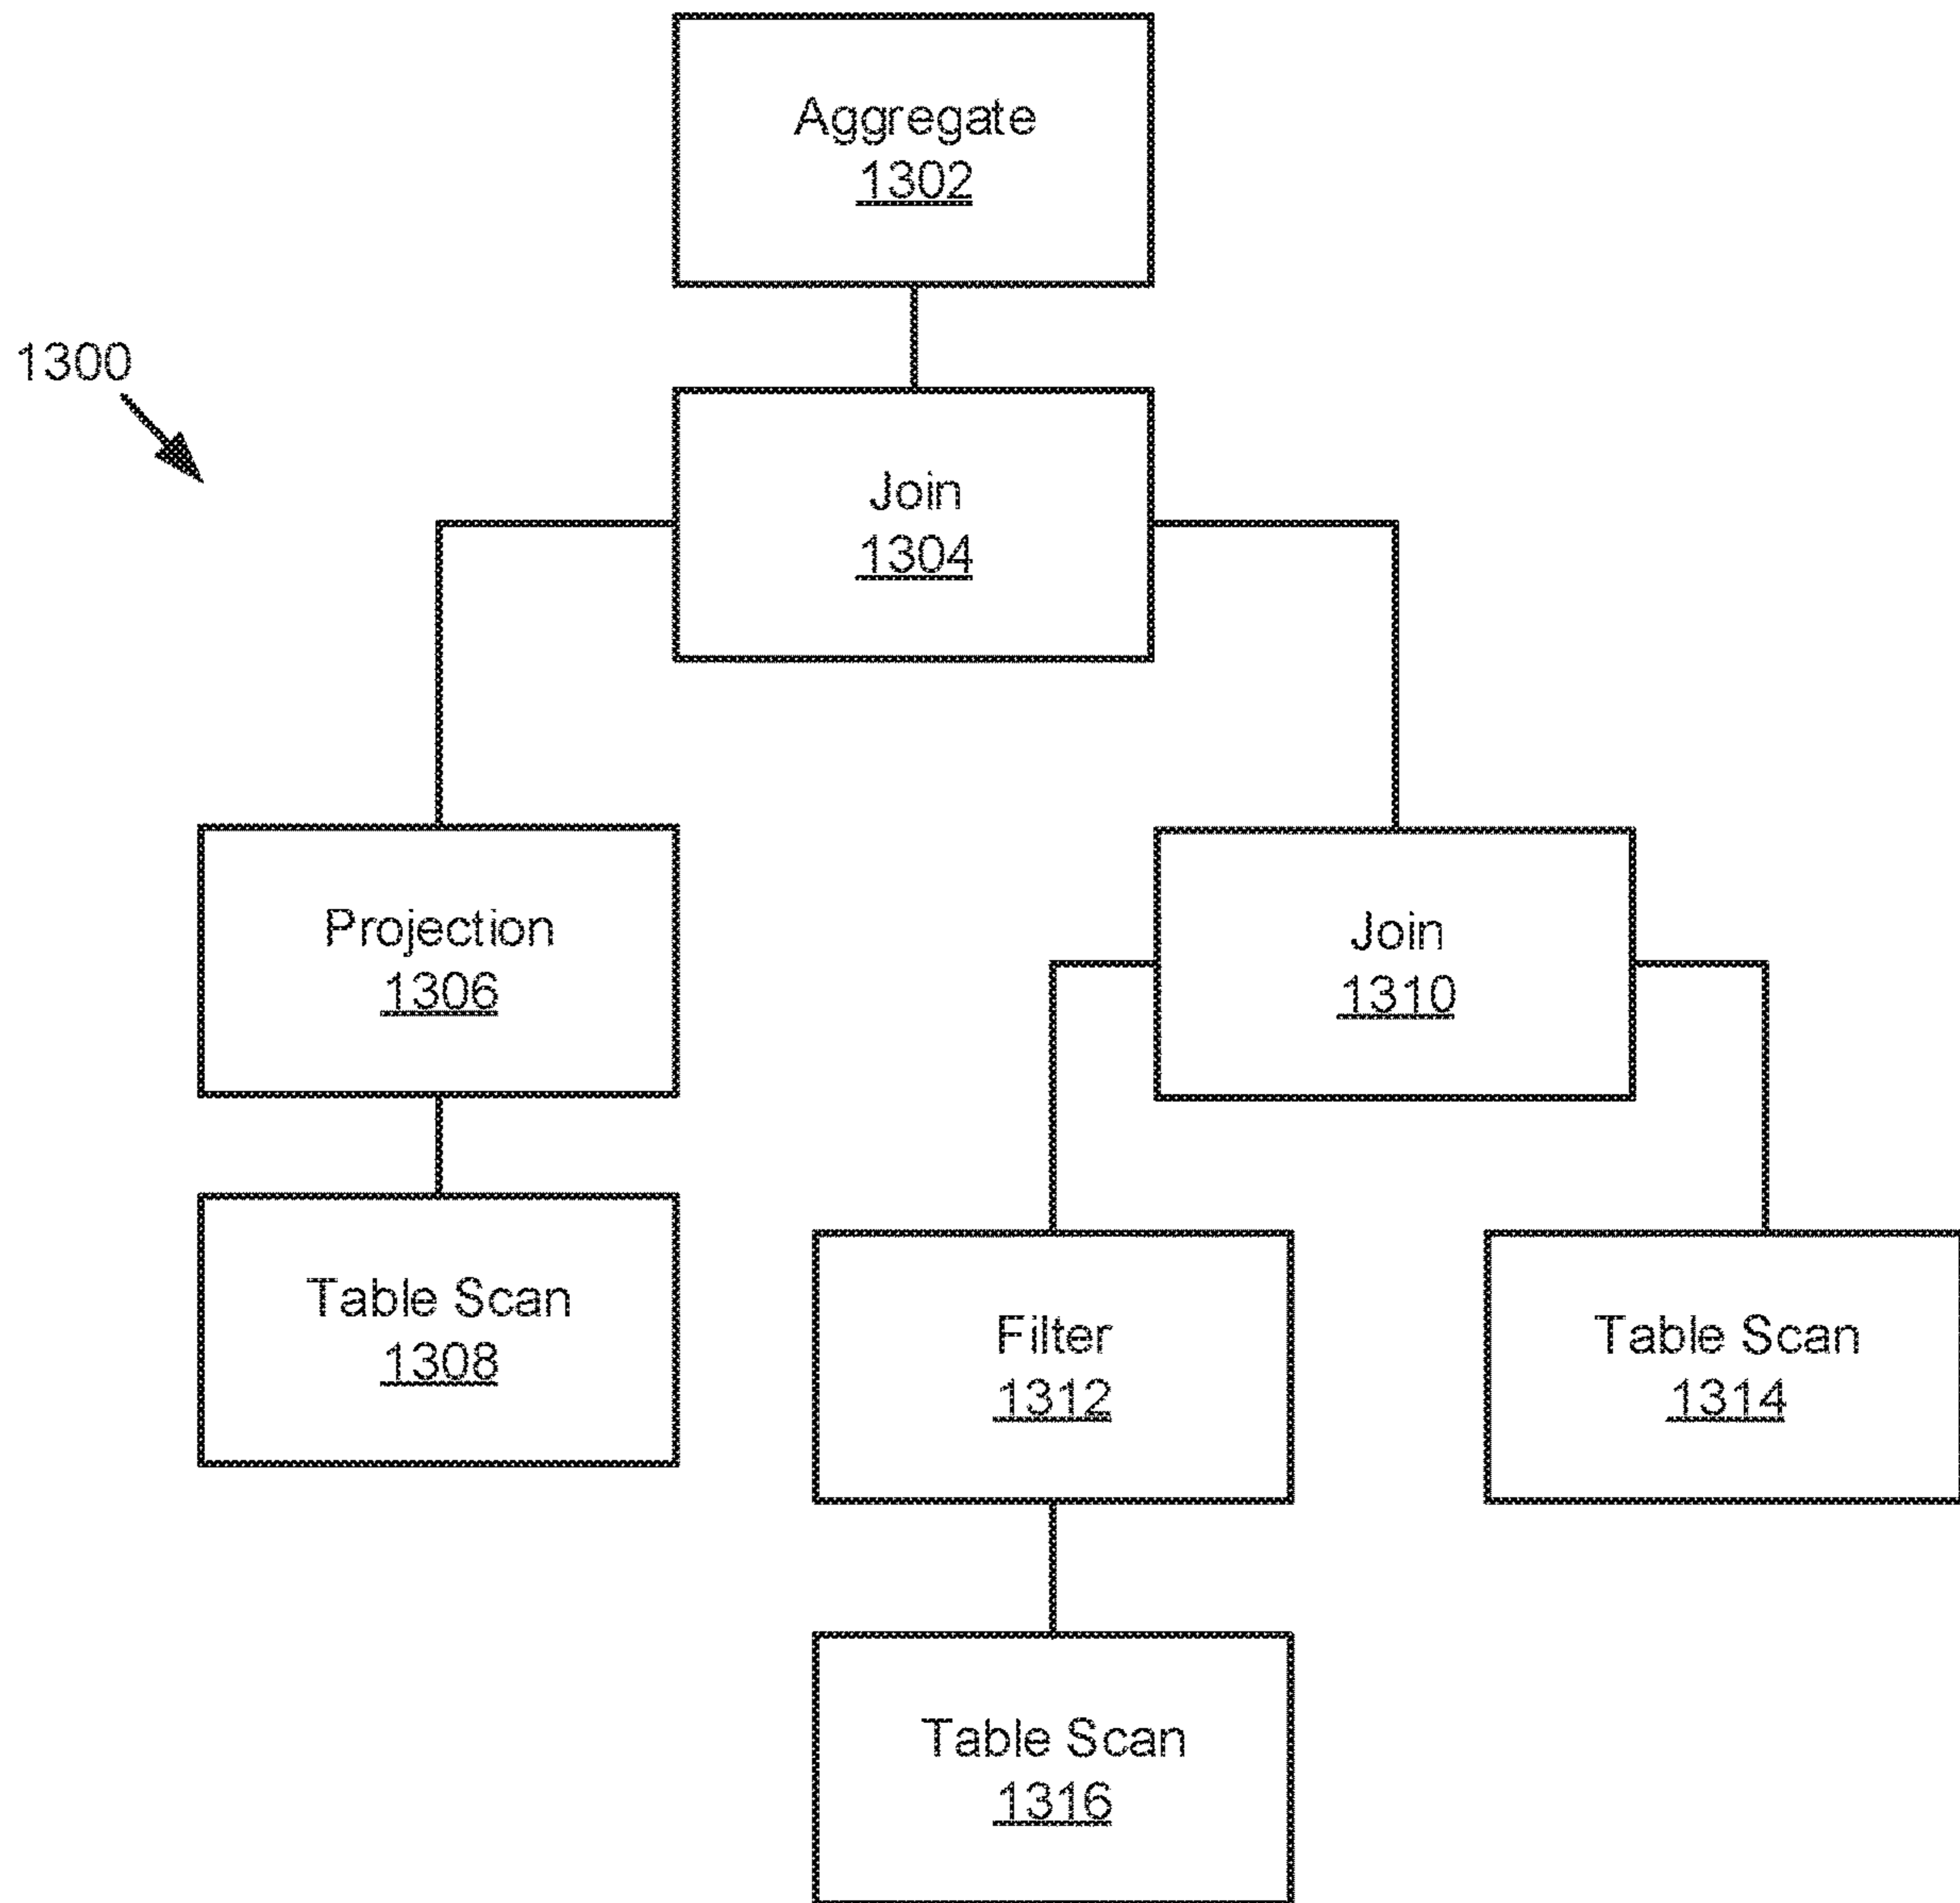 Aggregate
1302
1300
Join
1304
Projection
1306
Join
1310
Table Scan
1308
Filter
1312
Table Scan
1314
Table Scan
1316